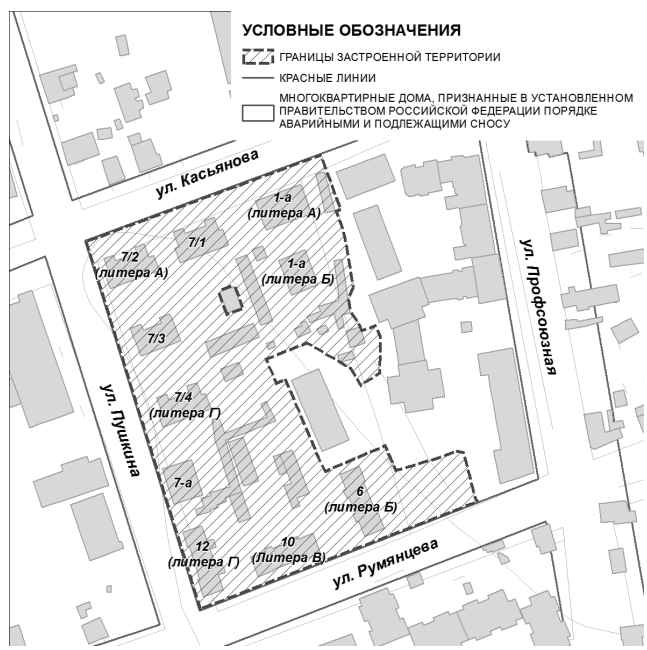 УСЛОВНЫЕ ОБОЗНАЧЕНИЯ
ГРАНИЦЫ ЗАСТРОЕННОЙ ТЕРРИТОРИИ
КРАСНЫЕ ЛИНИИ
МНОГОКВАРТИРНЫЕ ДОМА, ПРИЗНАННЫЕ В УСТАНОВЛЕННОМ
ПРАВИТЕЛЬСТВОМ РОССИЙСКОЙ ФЕДЕРАЦИИ ПОРЯДКЕ
АВАРИЙНЫМИ И ПОДЛЕЖАЩИМИ СНОСУ
ул. Касьянова
1-а
(литера А)
7/1
7/2
(литера А)
1-а
(литера Б)
ул. Профсоюзная
7/3
7/4
(литера Г)
ул. Пушкина
7-а
6
(литера Б)
12
(литера Г)
10
(Литера В)
ул. Румянцева